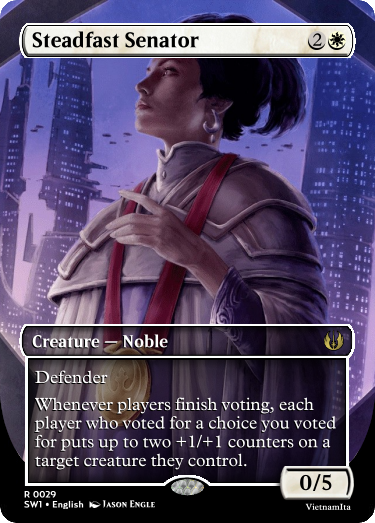 Steadfast Senator 2
Creature — Noble
Defender
Whenever players finish voting, each
player who voted for a choice you voted
for puts up to two +1/+1 counters on a
target creature they control.
0/5
R 0029
SW1 • English Jason Engle
VietnamIta